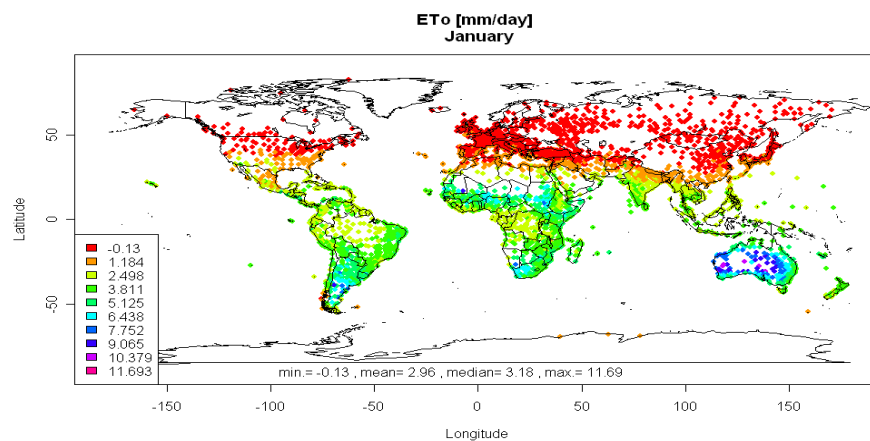 ETo [mm/day]
January
Latitude
50
0
-50
-0.13
1.184
2.498
3.811
5.125
6.438
7.752
9.065
10.379
11.693
min.= -0.13 , mean= 2.96 , median= 3.18 , max.= 11.69
-150 -100 -50 0 50 100 150
Longitude